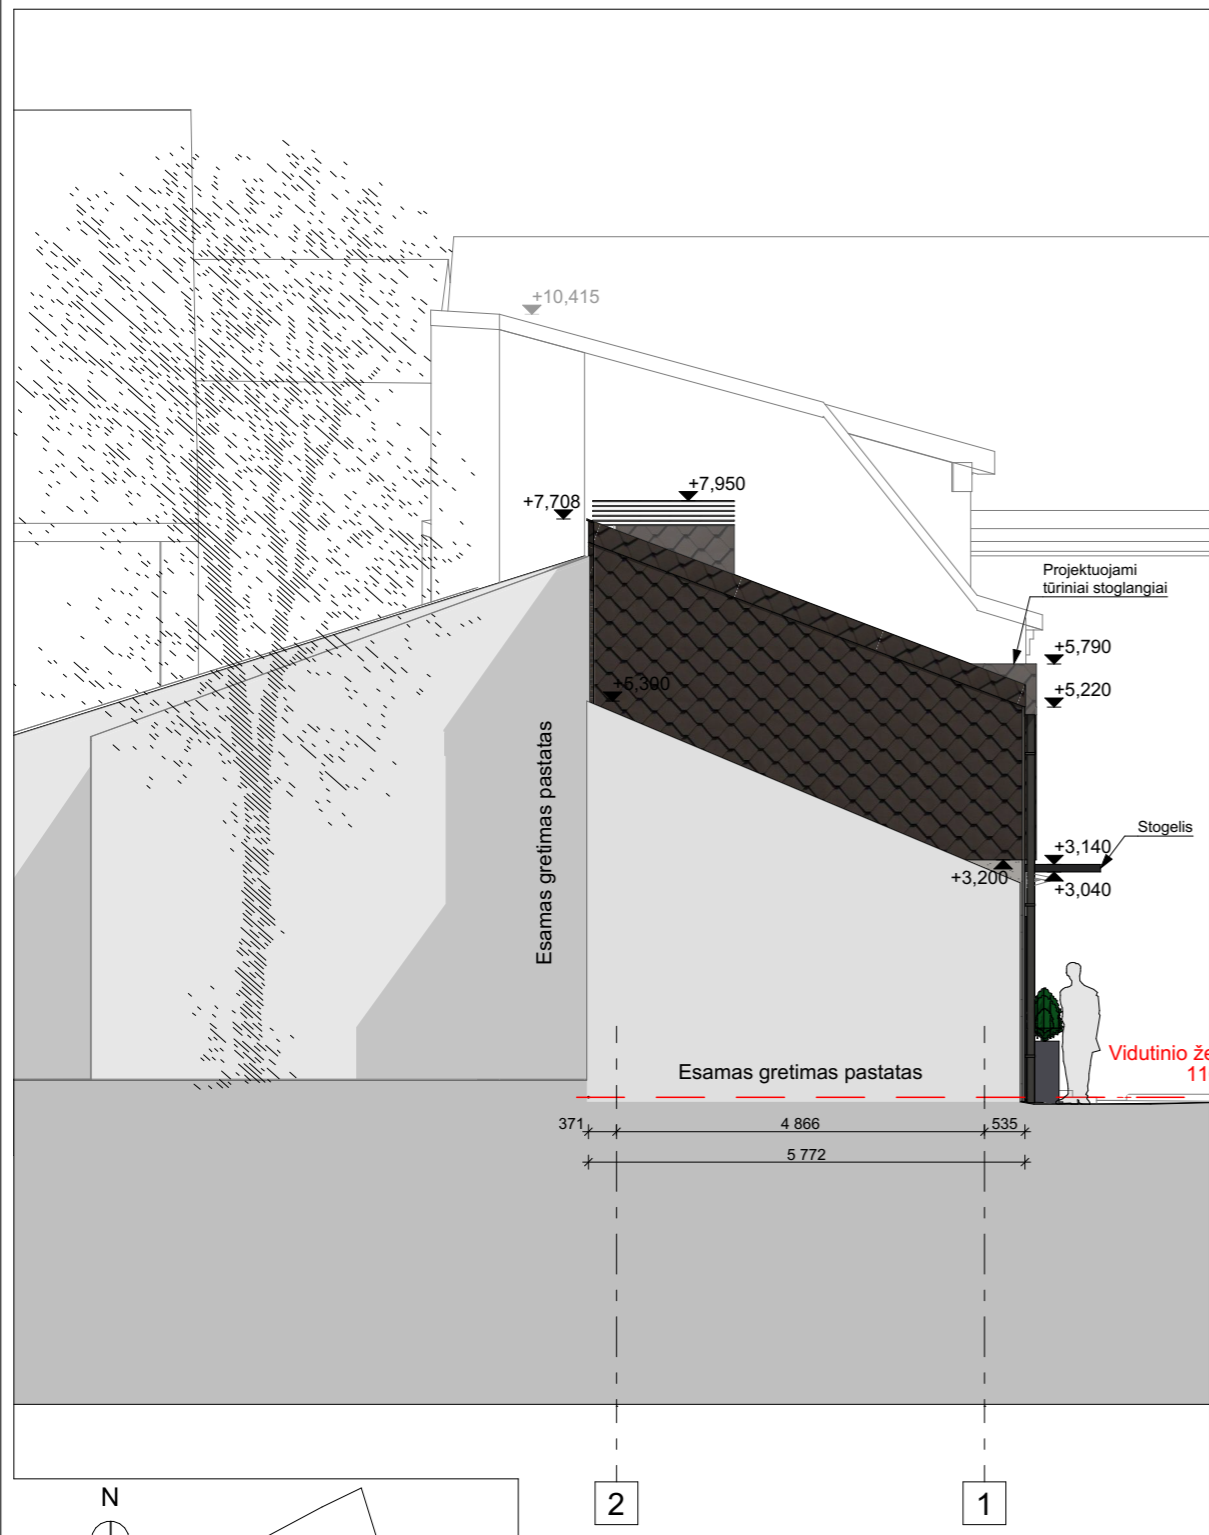 +10,415
+7,950
+7,708
Projektuojami
tūriniai stoglangiai
+5,790
+5,220
+5,300
Esamas gretimas pastatas
Stogelis
+3,140
+3,200
+3,040
Vidutinio že
11
Esamas gretimas pastatas
371
4 866
535
5 772
N
2
1